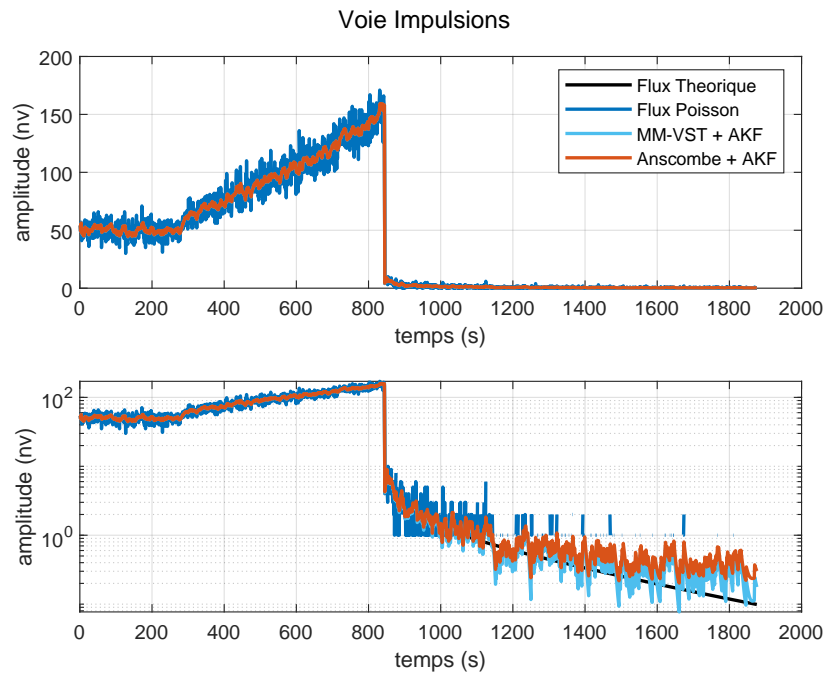 Voie Impulsions
200
150
100
50
0
amplitude (nv)
Flux Theorique
Flux Poisson
MM-VST + AKF
Anscombe + AKF
0 200 400 600 800 1000 1200 1400 1600 1800 2000
temps (s)
10^2
10^0
amplitude (nv)
0 200 400 600 800 1000 1200 1400 1600 1800 2000
temps (s)